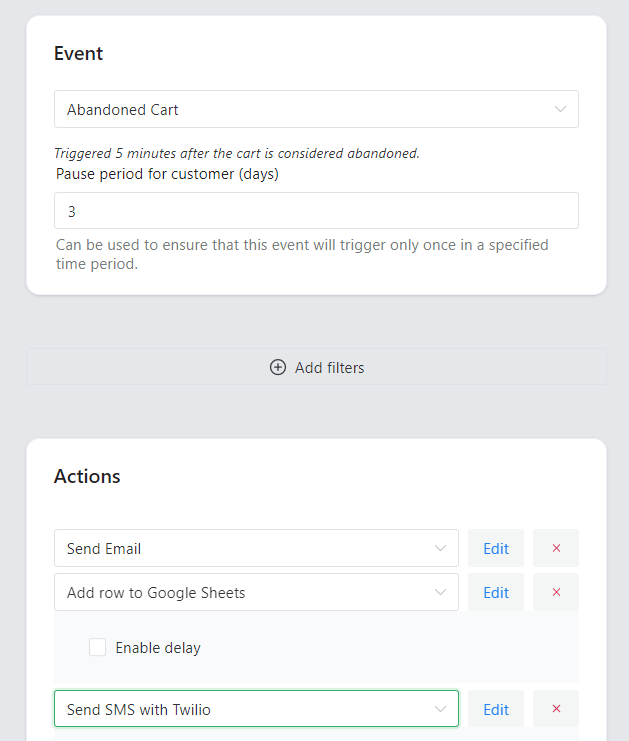 Event
Abandoned Cart
Triggered 5 minutes after the cart is considered abandoned.
Pause period for customer (days)
3
Can be used to ensure that this event will trigger only once in a specified
time period.
Add filters
Actions
Send Email
Edit
×
Add row to Google Sheets
Edit
×
Enable delay
Send SMS with Twilio
Edit
×